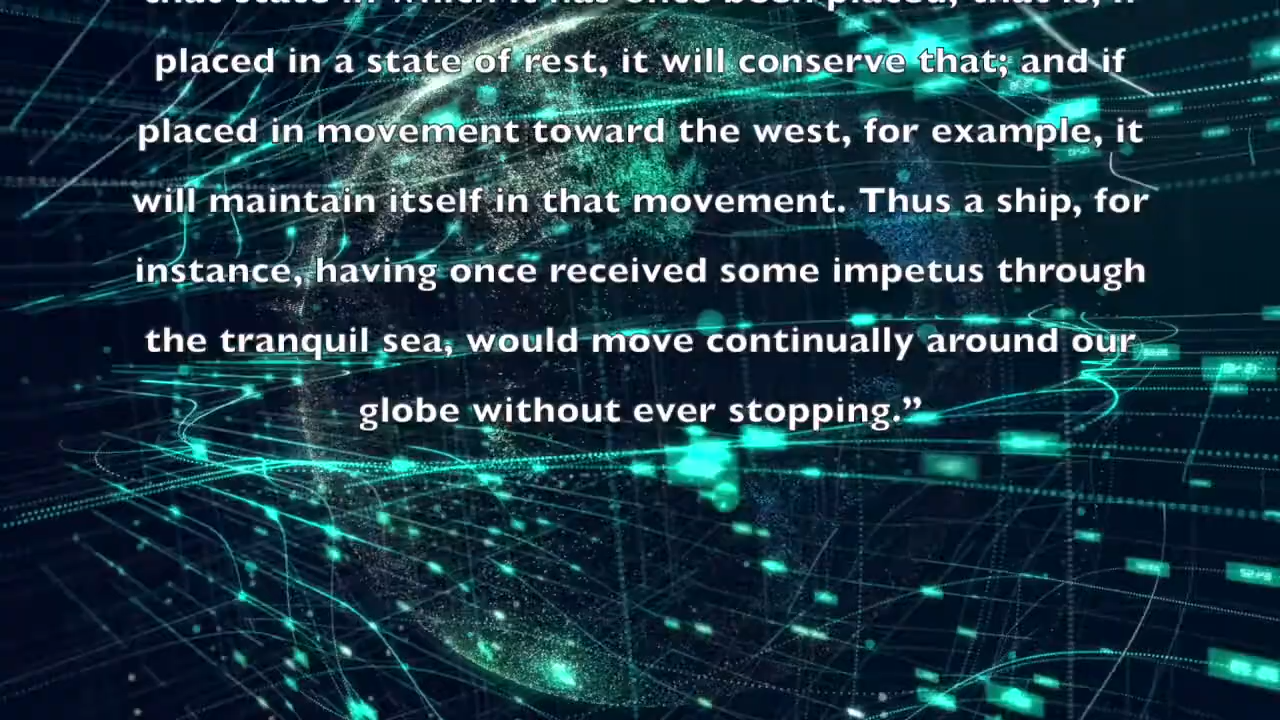 that state in which it has once been placed; that is, if
placed in a state of rest, it will conserve that; and if
placed in movement toward the west, for example, it
will maintain itself in that movement. Thus a ship, for
instance, having once received some impetus through
the tranquil sea, would move continually around our
globe without ever stopping.”